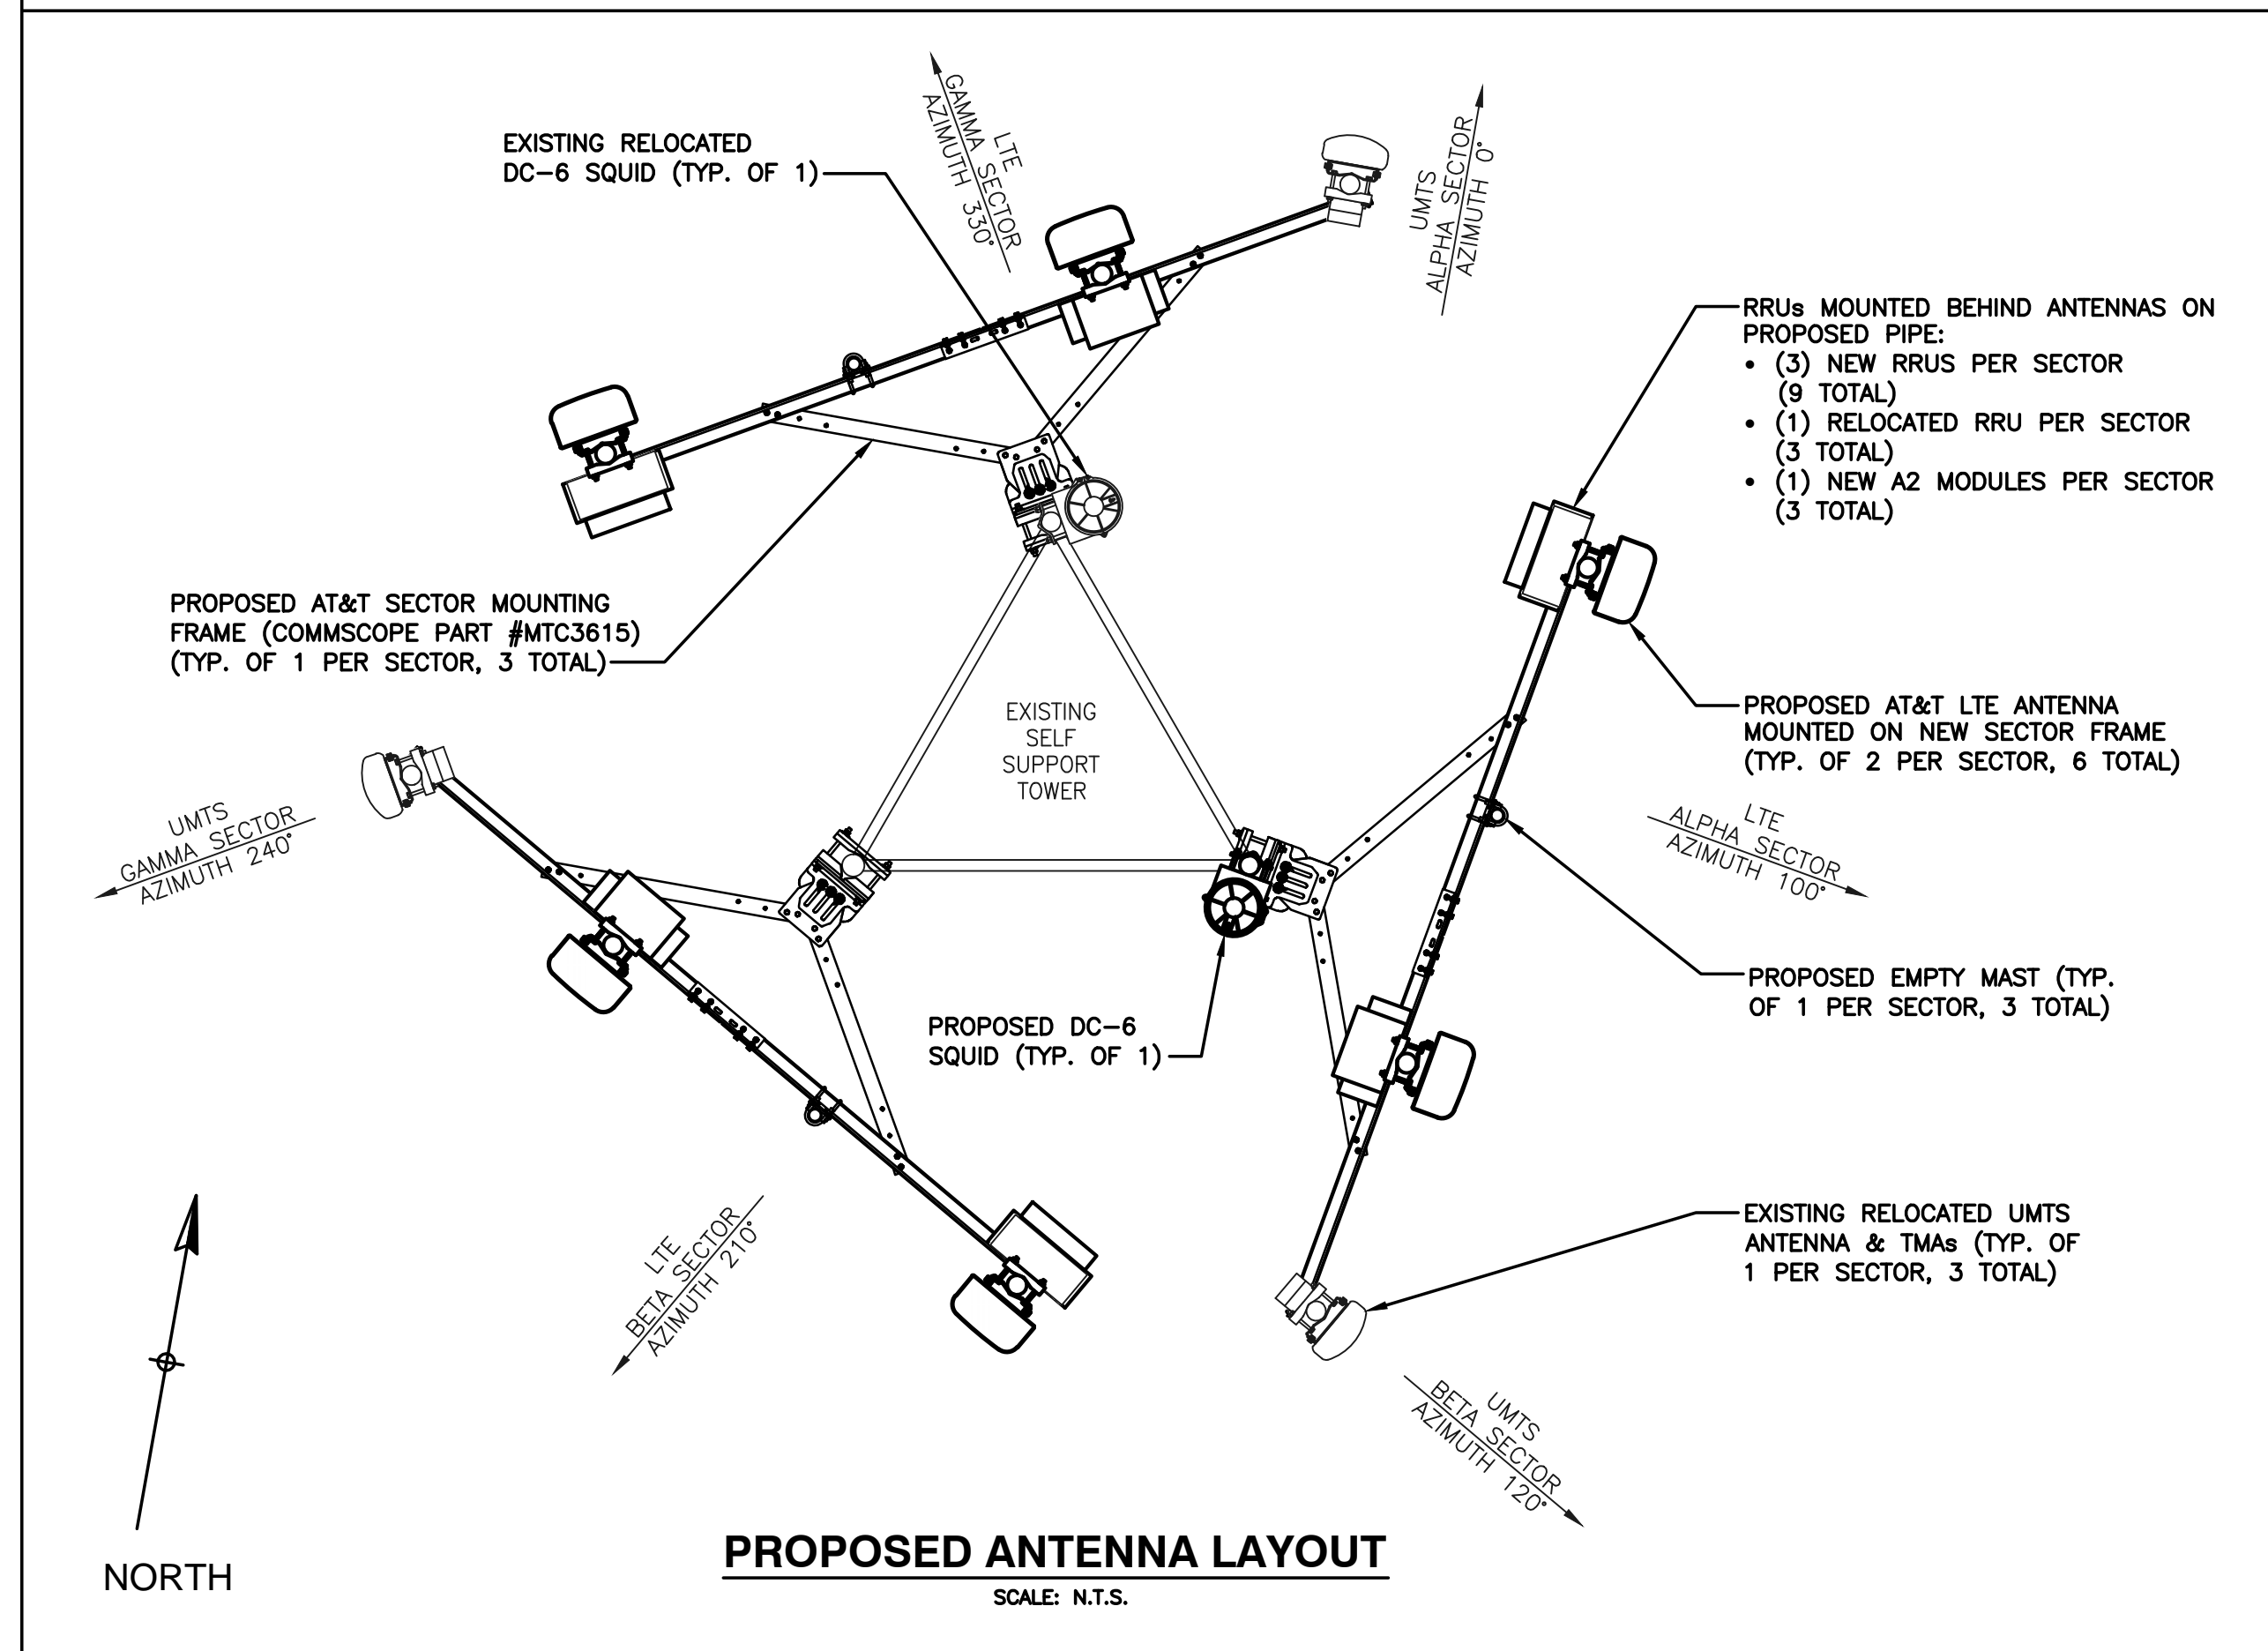 LTE
GAMMA SECTOR
AZIMUTH 330°
UMTS
ALPHA SECTOR
AZIMUTH 0°
EXISTING RELOCATED
DC-6 SQUID (TYP. OF 1)
RRUs MOUNTED BEHIND ANTENNAS ON
PROPOSED PIPE:
• (3) NEW RRUS PER SECTOR
(9 TOTAL)
• (1) RELOCATED RRU PER SECTOR
(3 TOTAL)
• (1) NEW A2 MODULES PER SECTOR
(3 TOTAL)
PROPOSED AT&T SECTOR MOUNTING
FRAME (COMMSCOPE PART #MTC3615)
(TYP. OF 1 PER SECTOR, 3 TOTAL)
EXISTING
SELF
SUPPORT
TOWER
PROPOSED AT&T LTE ANTENNA
MOUNTED ON NEW SECTOR FRAME
(TYP. OF 2 PER SECTOR, 6 TOTAL)
UMTS
GAMMA SECTOR
AZIMUTH 240°
LTE
ALPHA SECTOR
AZIMUTH 100°
PROPOSED EMPTY MAST (TYP.
OF 1 PER SECTOR, 3 TOTAL)
PROPOSED DC-6
SQUID (TYP. OF 1)
LTE
BETA SECTOR
AZIMUTH 210°
EXISTING RELOCATED UMTS
ANTENNA & TMAs (TYP. OF
1 PER SECTOR, 3 TOTAL)
UMTS
BETA SECTOR
AZIMUTH 120°
NORTH
PROPOSED ANTENNA LAYOUT
SCALE: N.T.S.